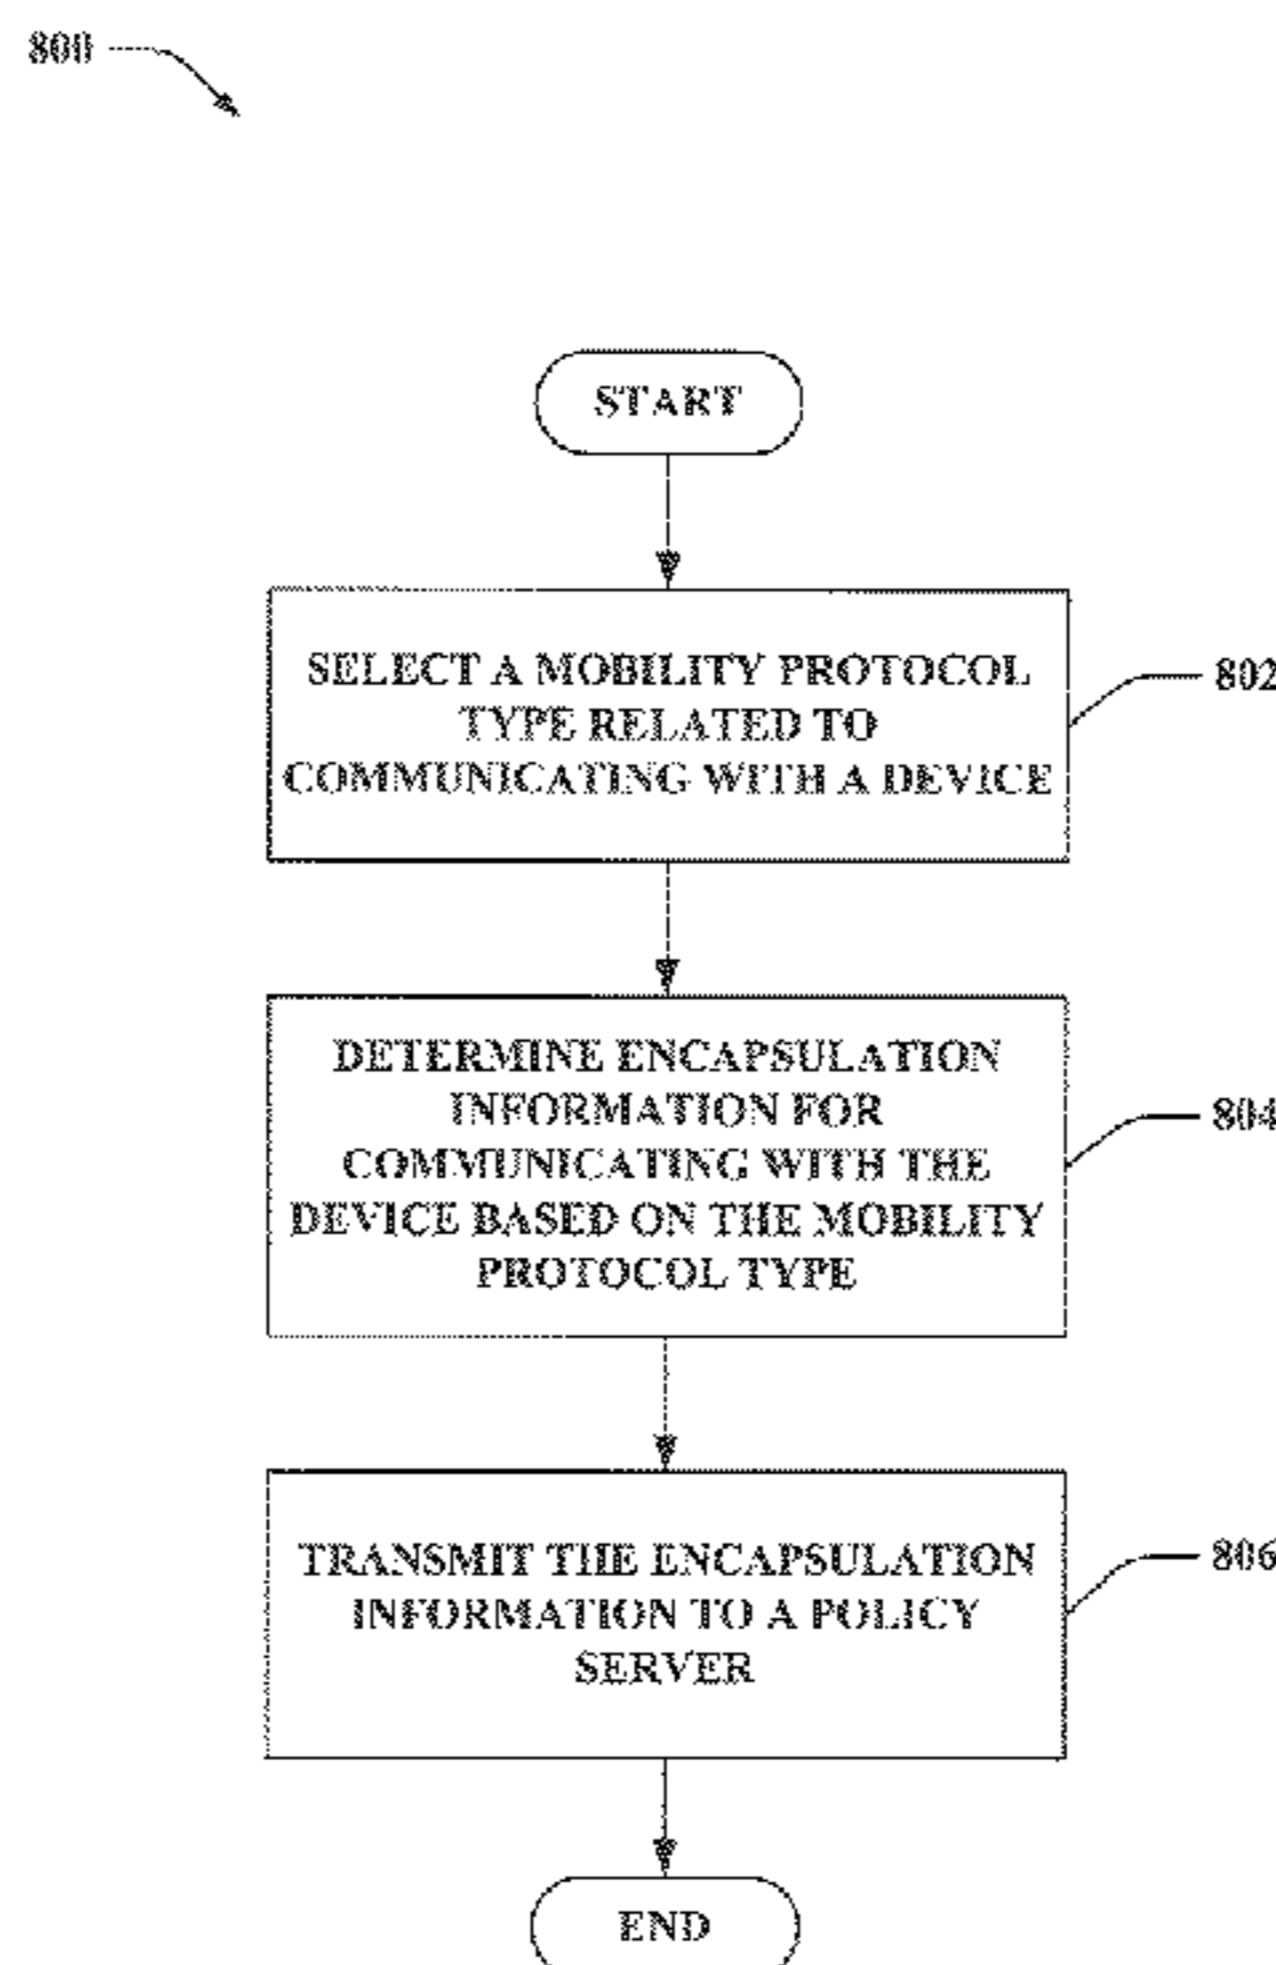 800
START
SELECT A MOBILITY PROTOCOL
TYPE RELATED TO
COMMUNICATING WITH A DEVICE
802
DETERMINE ENCAPSULATION
INFORMATION FOR
COMMUNICATING WITH THE
DEVICE BASED ON THE MOBILITY
PROTOCOL TYPE
804
TRANSMIT THE ENCAPSULATION
INFORMATION TO A POLICY
SERVER
806
END